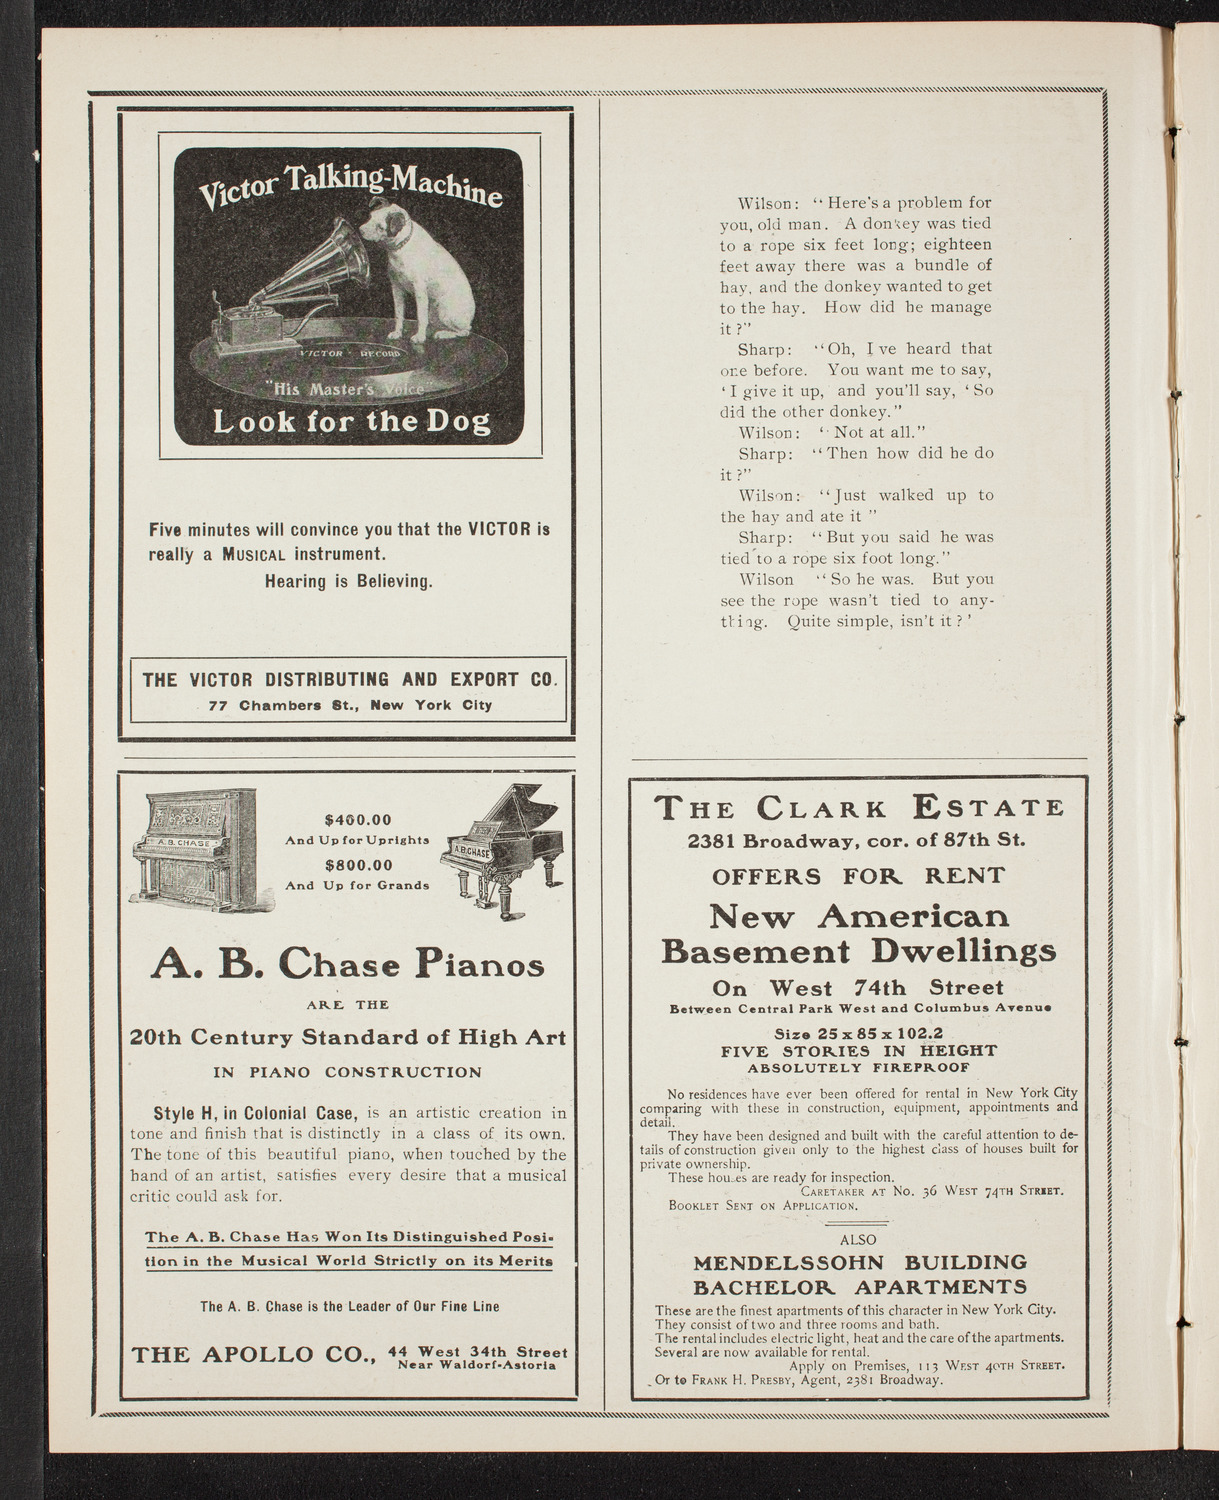 Victor Talking-Machine
VICTOR RECORD
"His Master's Voice"
Look for the Dog
Five minutes will convince you that the VICTOR is
really a MUSICAL instrument.
Hearing is Believing.
THE VICTOR DISTRIBUTING AND EXPORT CO.
77 Chambers St., New York City
A.B. CHASE
$400.00
And Up for Uprights
$800.00
And Up for Grands
A.B.CHASE
A. B. Chase Pianos
ARE THE
20th Century Standard of High Art
IN PIANO CONSTRUCTION
Style H, in Colonial Case, is an artistic creation in
tone and finish that is distinctly in a class of its own.
The tone of this beautiful piano, when touched by the
hand of an artist, satisfies every desire that a musical
critic could ask for.
The A. B. Chase Has Won Its Distinguished Posi-
tion in the Musical World Strictly on its Merits
The A. B. Chase is the Leader of Our Fine Line
THE APOLLO CO., 44 West 34th Street
Near Waldorf-Astoria
Wilson: "Here's a problem for
you, old man. A donkey was tied
to a rope six feet long; eighteen
feet away there was a bundle of
hay, and the donkey wanted to get
to the hay. How did he manage
it?"
Sharp: "Oh, I've heard that
one before. You want me to say,
'I give it up,' and you'll say, 'So
did the other donkey."
Wilson: "Not at all."
Sharp: "Then how did he do
it?"
Wilson: "Just walked up to
the hay and ate it"
Sharp: "But you said he was
tied to a rope six foot long."
Wilson "So he was. But you
see the rope wasn't tied to any-
thing. Quite simple, isn't it?'
THE CLARK ESTATE
2381 Broadway, cor. of 87th St.
OFFERS FOR RENT
New American
Basement Dwellings
On West 74th Street
Between Central Park West and Columbus Avenue
Size 25 x 85 x 102.2
FIVE STORIES IN HEIGHT
ABSOLUTELY FIREPROOF
No residences have ever been offered for rental in New York City
comparing with these in construction, equipment, appointments and
detail.
They have been designed and built with the careful attention to de-
tails of construction given only to the highest class of houses built for
private ownership.
These houses are ready for inspection.
CARETAKER AT No. 36 WEST 74TH STREET.
BOOKLET SENT ON APPLICATION.
ALSO
MENDELSSOHN BUILDING
BACHELOR APARTMENTS
These are the finest apartments of this character in New York City.
They consist of two and three rooms and bath.
The rental includes electric light, heat and the care of the apartments.
Several are now available for rental.
Apply on Premises, 113 WEST 40TH STREET.
Or to FRANK H. PRESBY, Agent, 2381 Broadway.